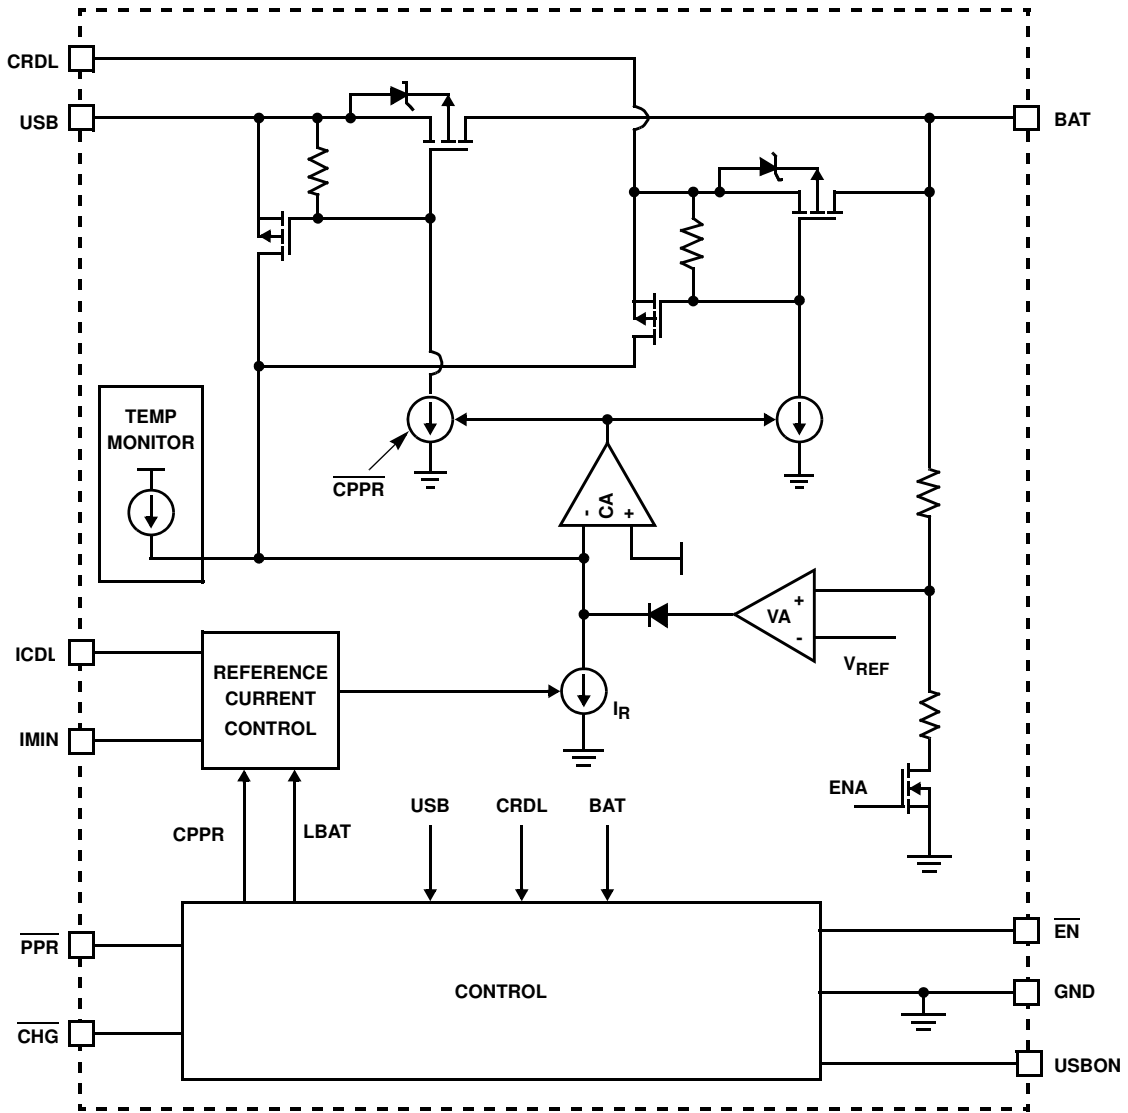 CRDL
USB
BAT
TEMP
MONITOR
CPPR
-
CA
+
VA
+
-
VREF
ICDL
REFERENCE
CURRENT
CONTROL
IR
IMIN
ENA
USB
CRDL
BAT
CPPR
LBAT
PPR
EN
CONTROL
GND
CHG
USBON